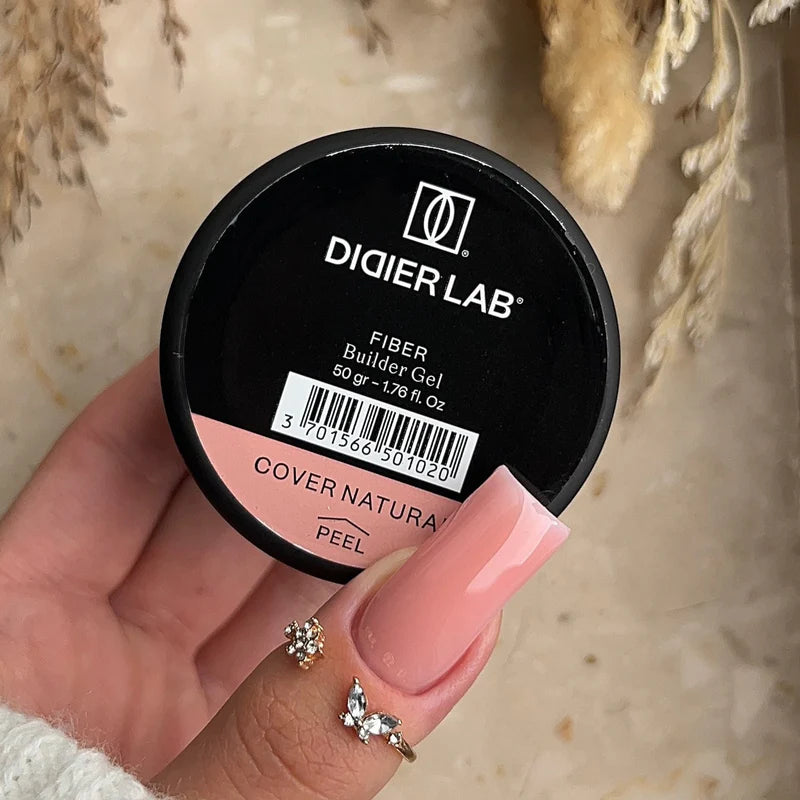 DIDIER LAB®
FIBER
Builder Gel
50 gr – 1.76 fl. Oz
3 701566 501020
COVER NATURA
PEEL